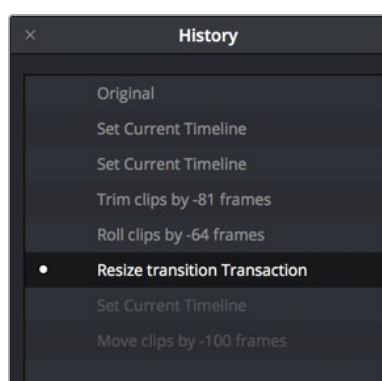 History
Original
Set Current Timeline
Set Current Timeline
Trim clips by -81 frames
Roll clips by -64 frames
Resize transition Transaction
Set Current Timeline
Move clips by -100 frames